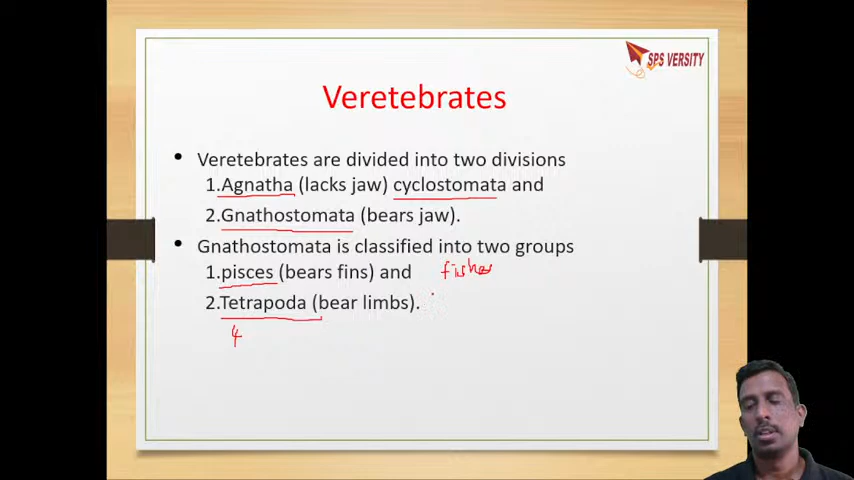 SPS VERSITY
Veretebrates
• Veretebrates are divided into two divisions
1.Agnatha (lacks jaw) cyclostomata and
2.Gnathostomata (bears jaw).
• Gnathostomata is classified into two groups
1.pisces (bears fins) and fishes
2.Tetrapoda (bear limbs).
4